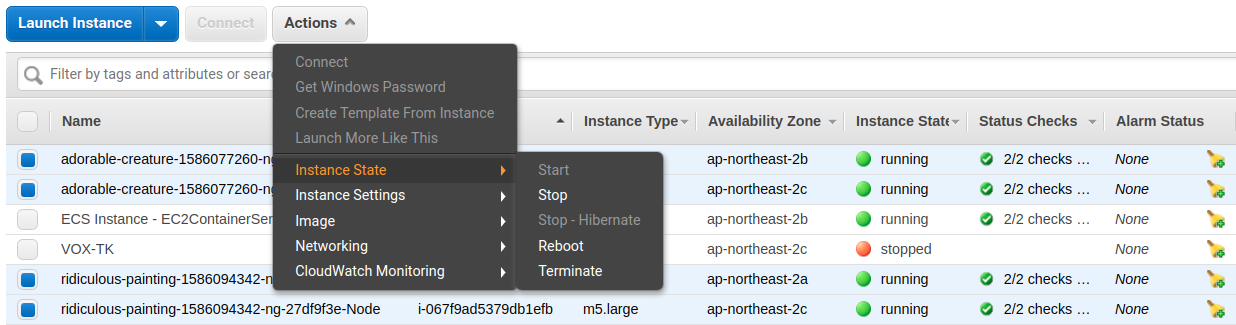 Launch Instance Connect Actions
Connect
Filter by tags and attributes or sear
Get Windows Password
Create Template From Instance
Name Instance Type Availability Zone Instance State Status Checks Alarm Status
Launch More Like This
adorable-creature-1586077260-ng ap-northeast-2b running 2/2 checks ... None
Instance State Start
adorable-creature-1586077260-ng ap-northeast-2c running 2/2 checks ... None
Instance Settings Stop
ECS Instance - EC2ContainerSer ap-northeast-2b running 2/2 checks ... None
Image Stop - Hibernate
VOX-TK ap-northeast-2c stopped None
Networking Reboot
CloudWatch Monitoring Terminate
ridiculous-painting-1586094342-n ap-northeast-2a running 2/2 checks ... None
ridiculous-painting-1586094342-ng-27df9f3e-Node i-067f9ad5379db1efb m5.large ap-northeast-2c running 2/2 checks ... None